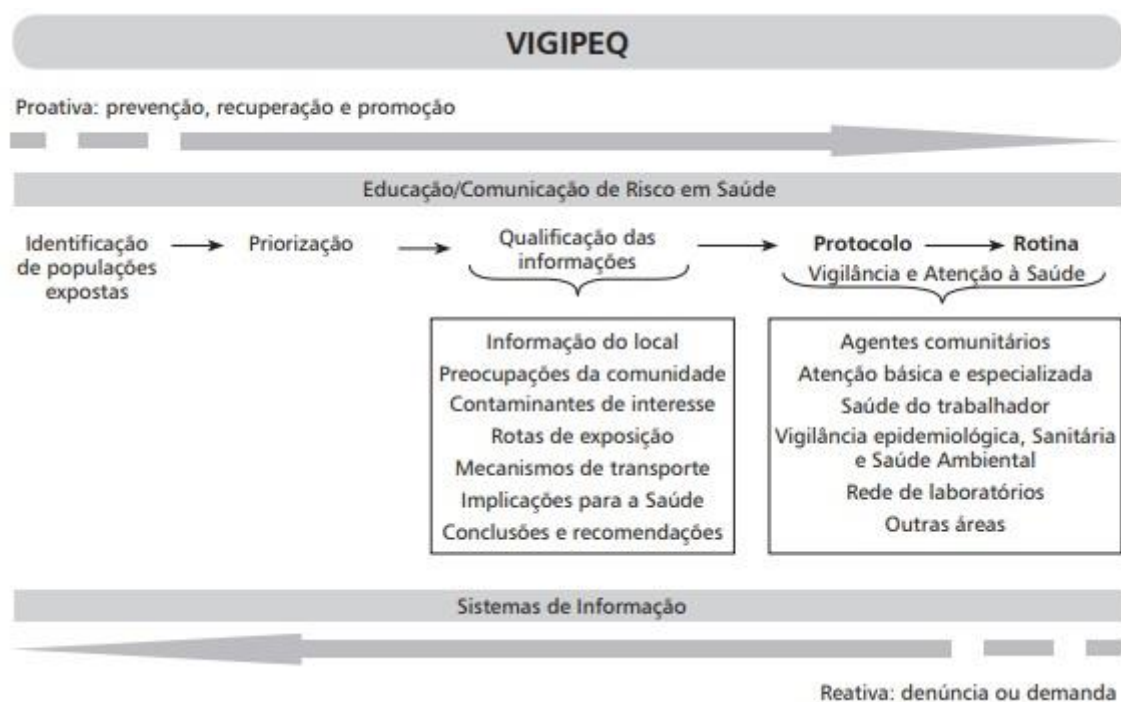 VIGIPEQ
Proativa: prevenção, recuperação e promoção
Educação/Comunicação de Risco em Saúde
Identificação
de populações
expostas
Priorização
Qualificação das
informações
Protocolo
Rotina
Vigilância e Atenção à Saúde
Informação do local
Preocupações da comunidade
Contaminantes de interesse
Rotas de exposição
Mecanismos de transporte
Implicações para a Saúde
Conclusões e recomendações
Agentes comunitários
Atenção básica e especializada
Saúde do trabalhador
Vigilância epidemiológica, Sanitária
e Saúde Ambiental
Rede de laboratórios
Outras áreas
Sistemas de Informação
Reativa: denúncia ou demanda